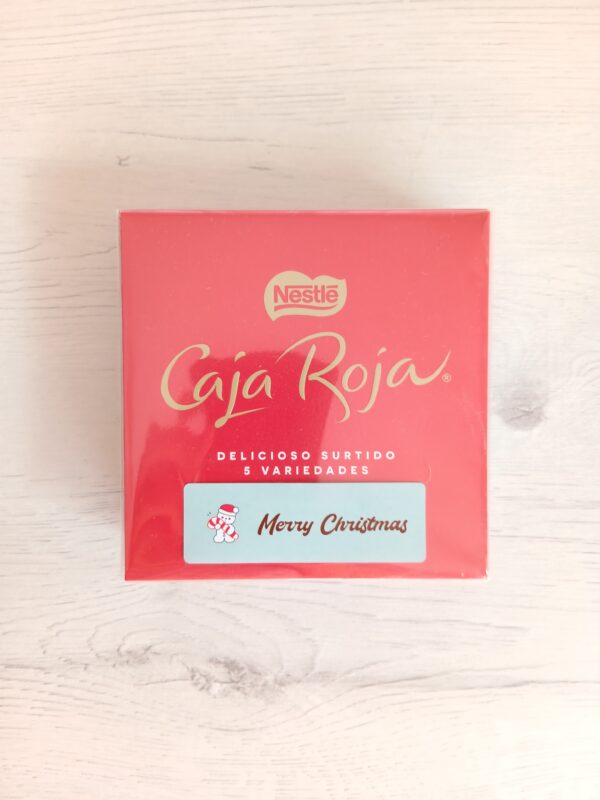 Nestlé
Caja Roja®
DELICIOSO SURTIDO
5 VARIEDADES
Merry Christmas